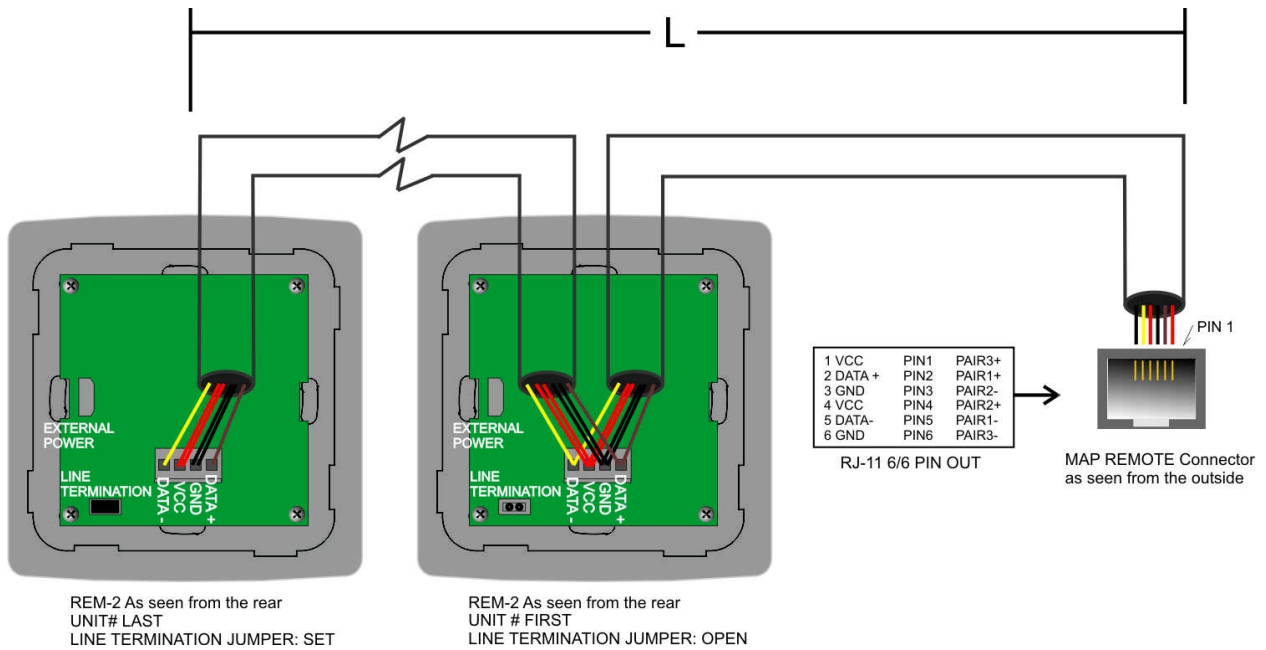 L
PIN 1
1 VCC PIN1 PAIR3+
2 DATA + PIN2 PAIR1+
3 GND PIN3 PAIR2-
4 VCC PIN4 PAIR2+
5 DATA- PIN5 PAIR1-
6 GND PIN6 PAIR3-
RJ-11 6/6 PIN OUT
MAP REMOTE Connector
as seen from the outside
EXTERNAL
POWER
LINE
TERMINATION
DATA -
VCC
GND
DATA +
REM-2 As seen from the rear
UNIT# LAST
LINE TERMINATION JUMPER: SET
EXTERNAL
POWER
LINE
TERMINATION
DATA -
VCC
GND
DATA +
REM-2 As seen from the rear
UNIT # FIRST
LINE TERMINATION JUMPER: OPEN